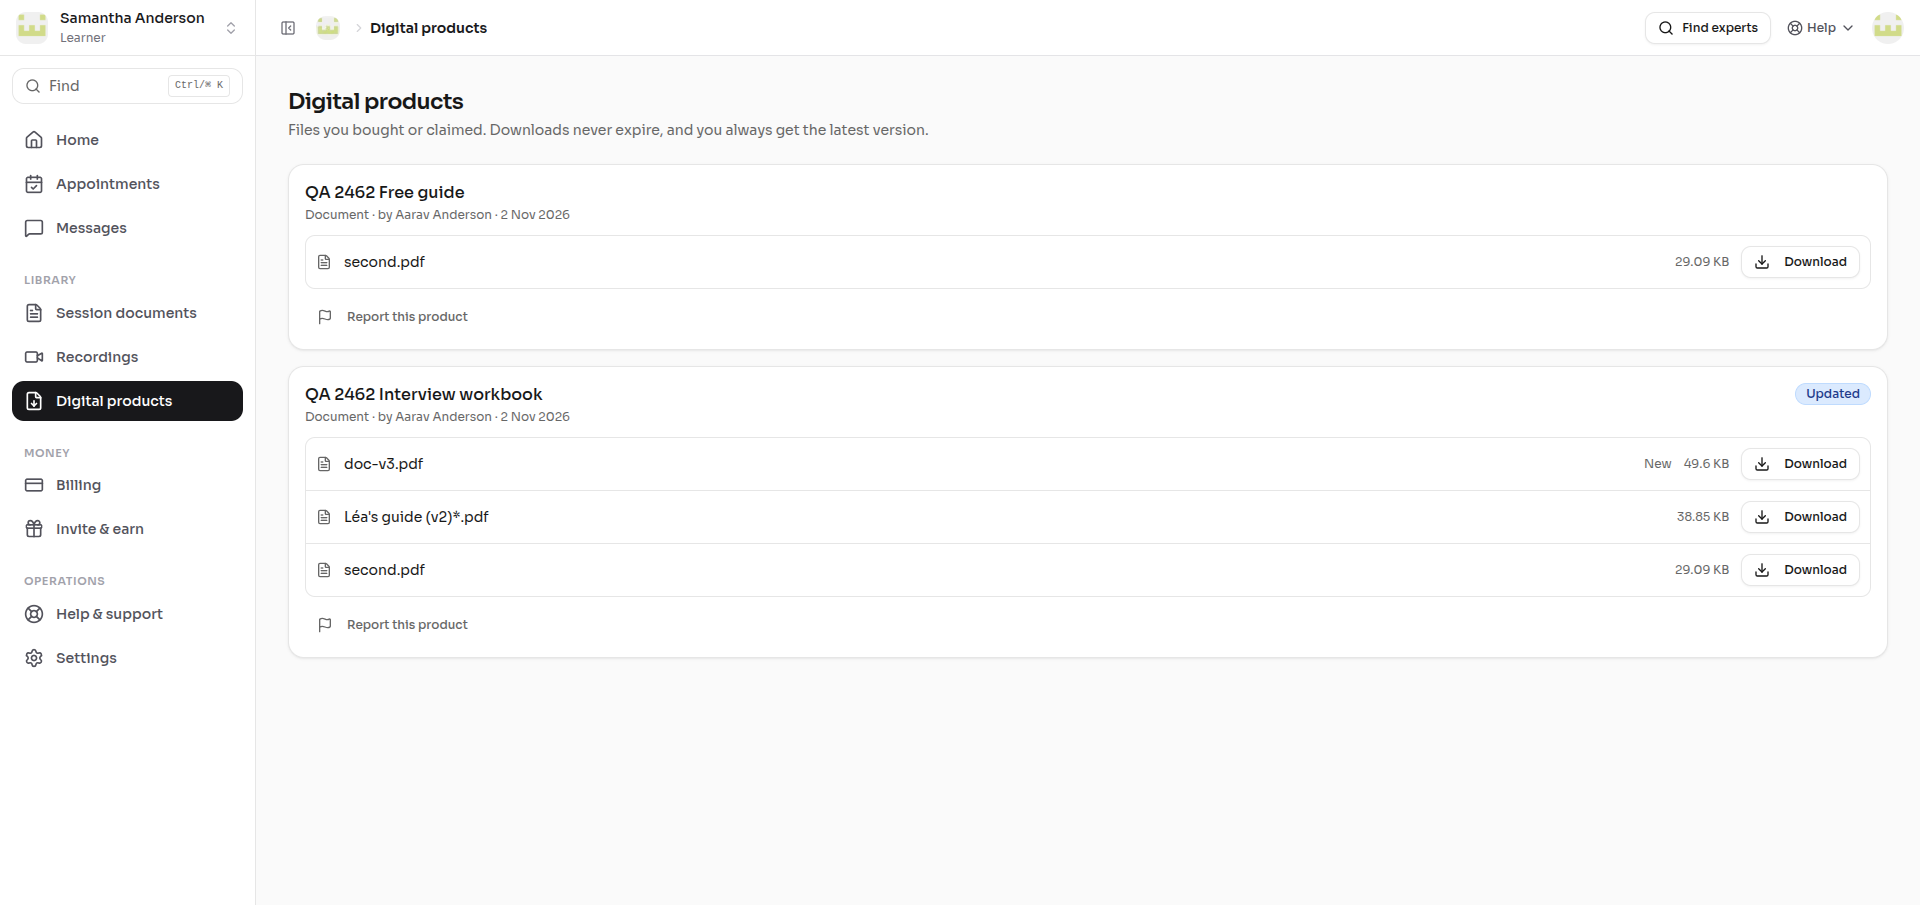 Samantha Anderson
Learner
Digital products
Find experts
Help
Find
Ctrl/⌘ K
Home
Appointments
Messages
LIBRARY
Session documents
Recordings
Digital products
MONEY
Billing
Invite & earn
OPERATIONS
Help & support
Settings
Digital products
Files you bought or claimed. Downloads never expire, and you always get the latest version.
QA 2462 Free guide
Document · by Aarav Anderson · 2 Nov 2026
second.pdf 29.09 KB Download
Report this product
QA 2462 Interview workbook Updated
Document · by Aarav Anderson · 2 Nov 2026
doc-v3.pdf New 49.6 KB Download
Léa's guide (v2)*.pdf 38.85 KB Download
second.pdf 29.09 KB Download
Report this product